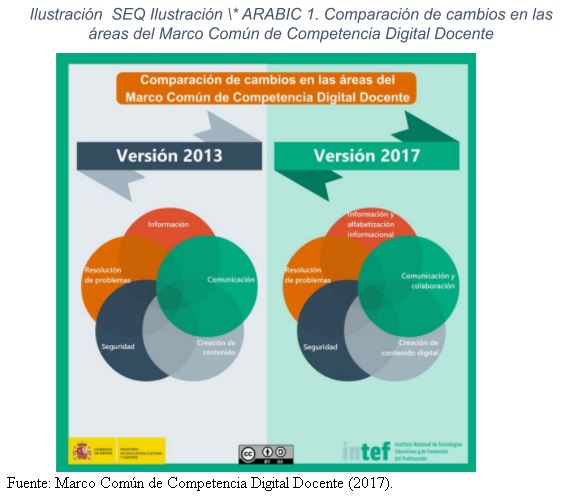 Ilustración  SEQ Ilustración \* ARABIC 1. Comparación de cambios en las
áreas del Marco Común de Competencia Digital Docente
Comparación de cambios en las áreas del
Marco Común de Competencia Digital Docente
Versión 2013
Versión 2017
Información
Resolución
de problemas
Comunicación
Seguridad
Creación de
contenido
Información y
alfabetización
informacional
Resolución
de problemas
Comunicación y
colaboración
Seguridad
Creación de
contenido digital
GOBIERNO
DE ESPAÑA
MINISTERIO
DE EDUCACIÓN, CULTURA
Y DEPORTE
cc
BY SA
intef
Instituto Nacional de Tecnologías
Educativas y de Formación
del Profesorado
Fuente: Marco Común de Competencia Digital Docente (2017).